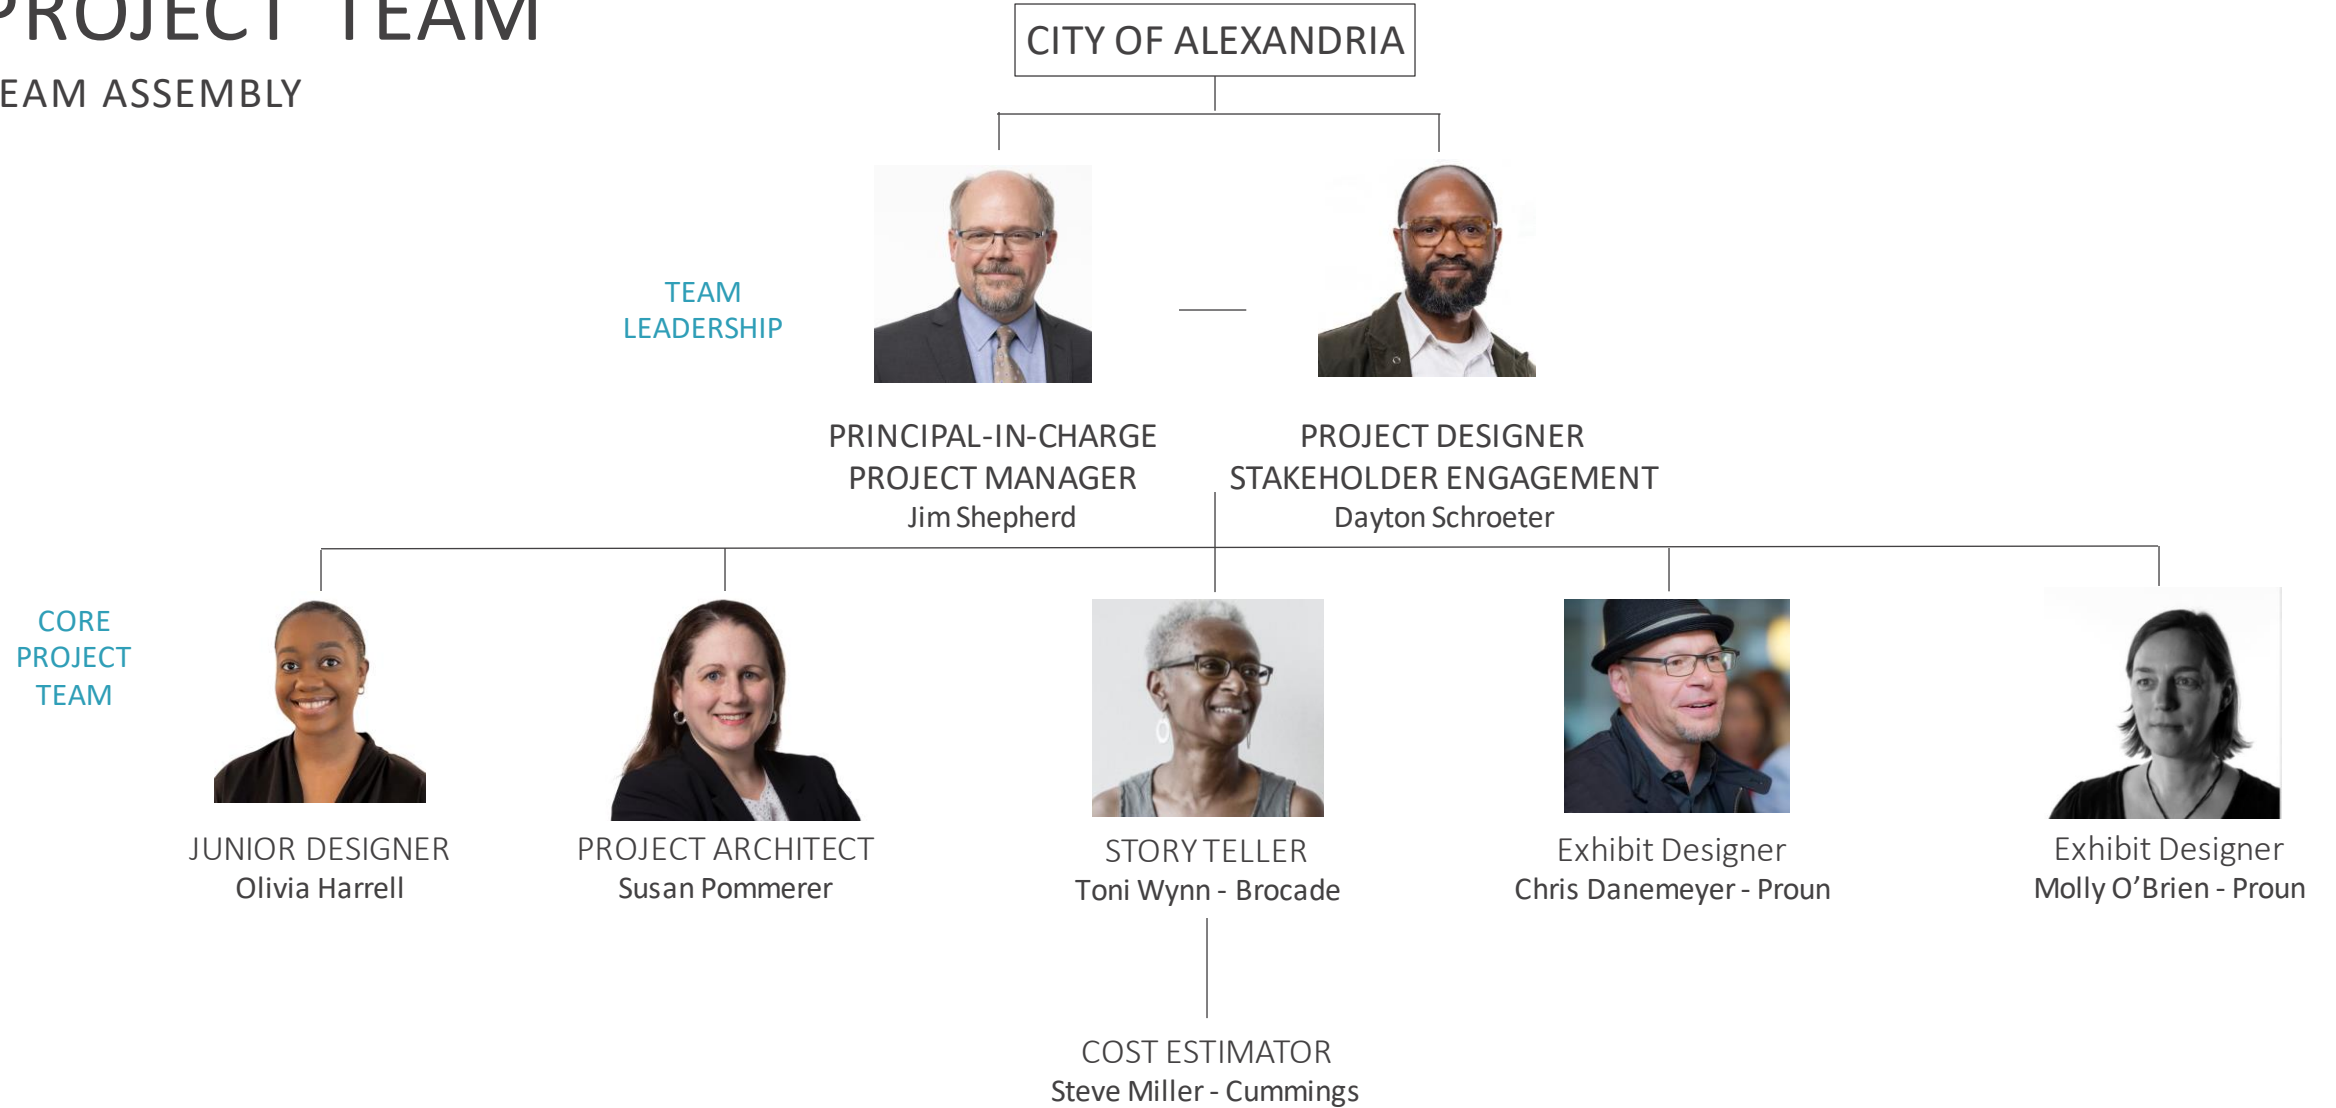 PROJECT TEAM
EAM ASSEMBLY
CITY OF ALEXANDRIA
TEAM
LEADERSHIP
PRINCIPAL-IN-CHARGE
PROJECT MANAGER
Jim Shepherd
PROJECT DESIGNER
STAKEHOLDER ENGAGEMENT
Dayton Schroeter
CORE
PROJECT
TEAM
JUNIOR DESIGNER
Olivia Harrell
PROJECT ARCHITECT
Susan Pommerer
STORY TELLER
Toni Wynn - Brocade
Exhibit Designer
Chris Danemeyer - Proun
Exhibit Designer
Molly O’Brien - Proun
COST ESTIMATOR
Steve Miller - Cummings